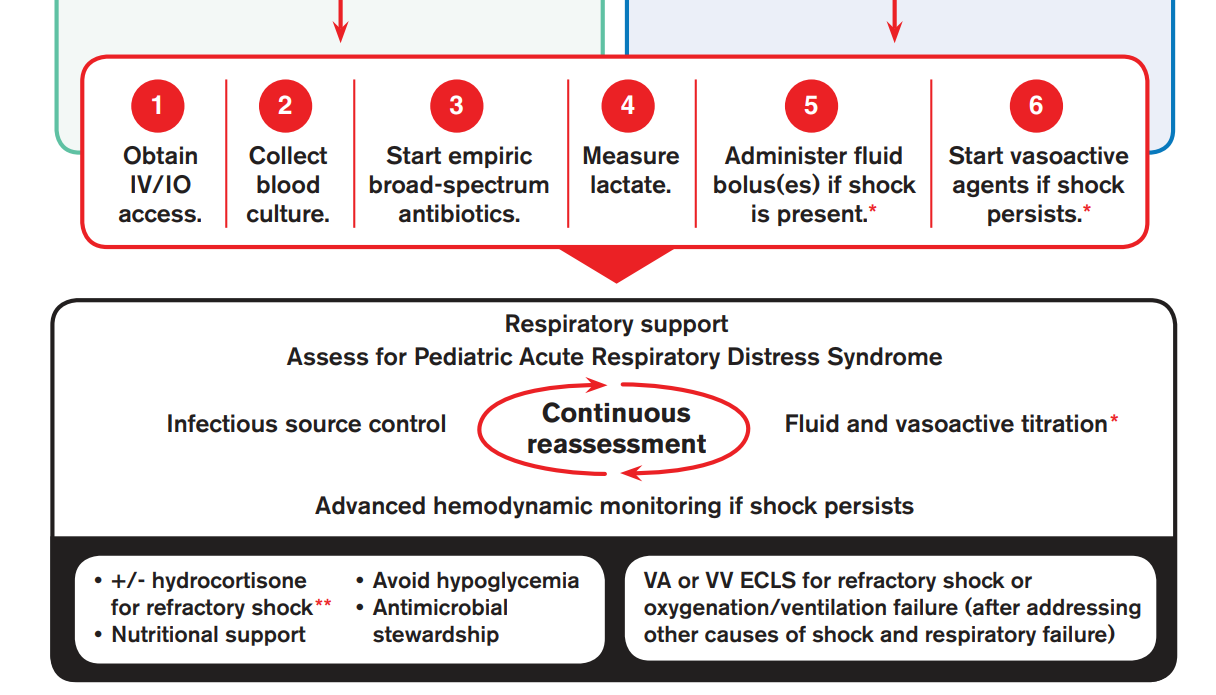 1
Obtain
IV/IO
access.
2
Collect
blood
culture.
3
Start empiric
broad-spectrum
antibiotics.
4
Measure
lactate.
5
Administer fluid
bolus(es) if shock
is present.*
6
Start vasoactive
agents if shock
persists.*
Respiratory support
Assess for Pediatric Acute Respiratory Distress Syndrome
Infectious source control
Continuous
reassessment
Fluid and vasoactive titration*
Advanced hemodynamic monitoring if shock persists
• +/- hydrocortisone
for refractory shock**
• Nutritional support
• Avoid hypoglycemia
• Antimicrobial
stewardship
VA or VV ECLS for refractory shock or
oxygenation/ventilation failure (after addressing
other causes of shock and respiratory failure)